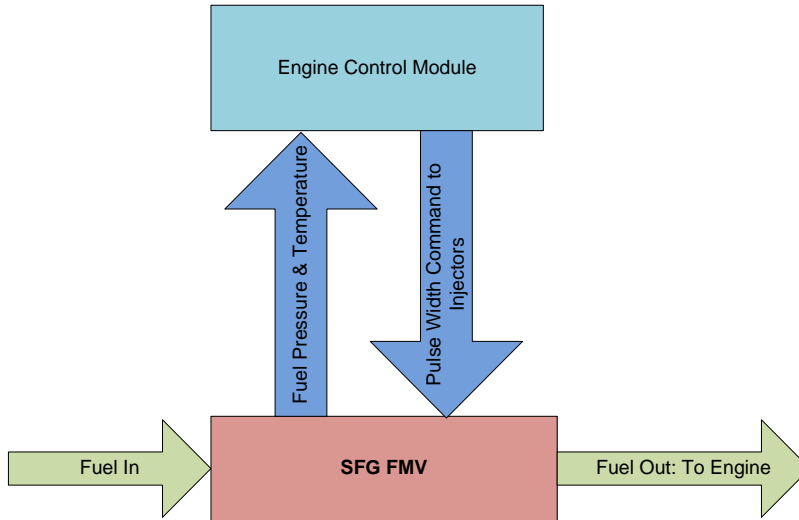 Engine Control Module
Fuel Pressure & Temperature
Pulse Width Command to
Injectors
Fuel In
SFG FMV
Fuel Out: To Engine